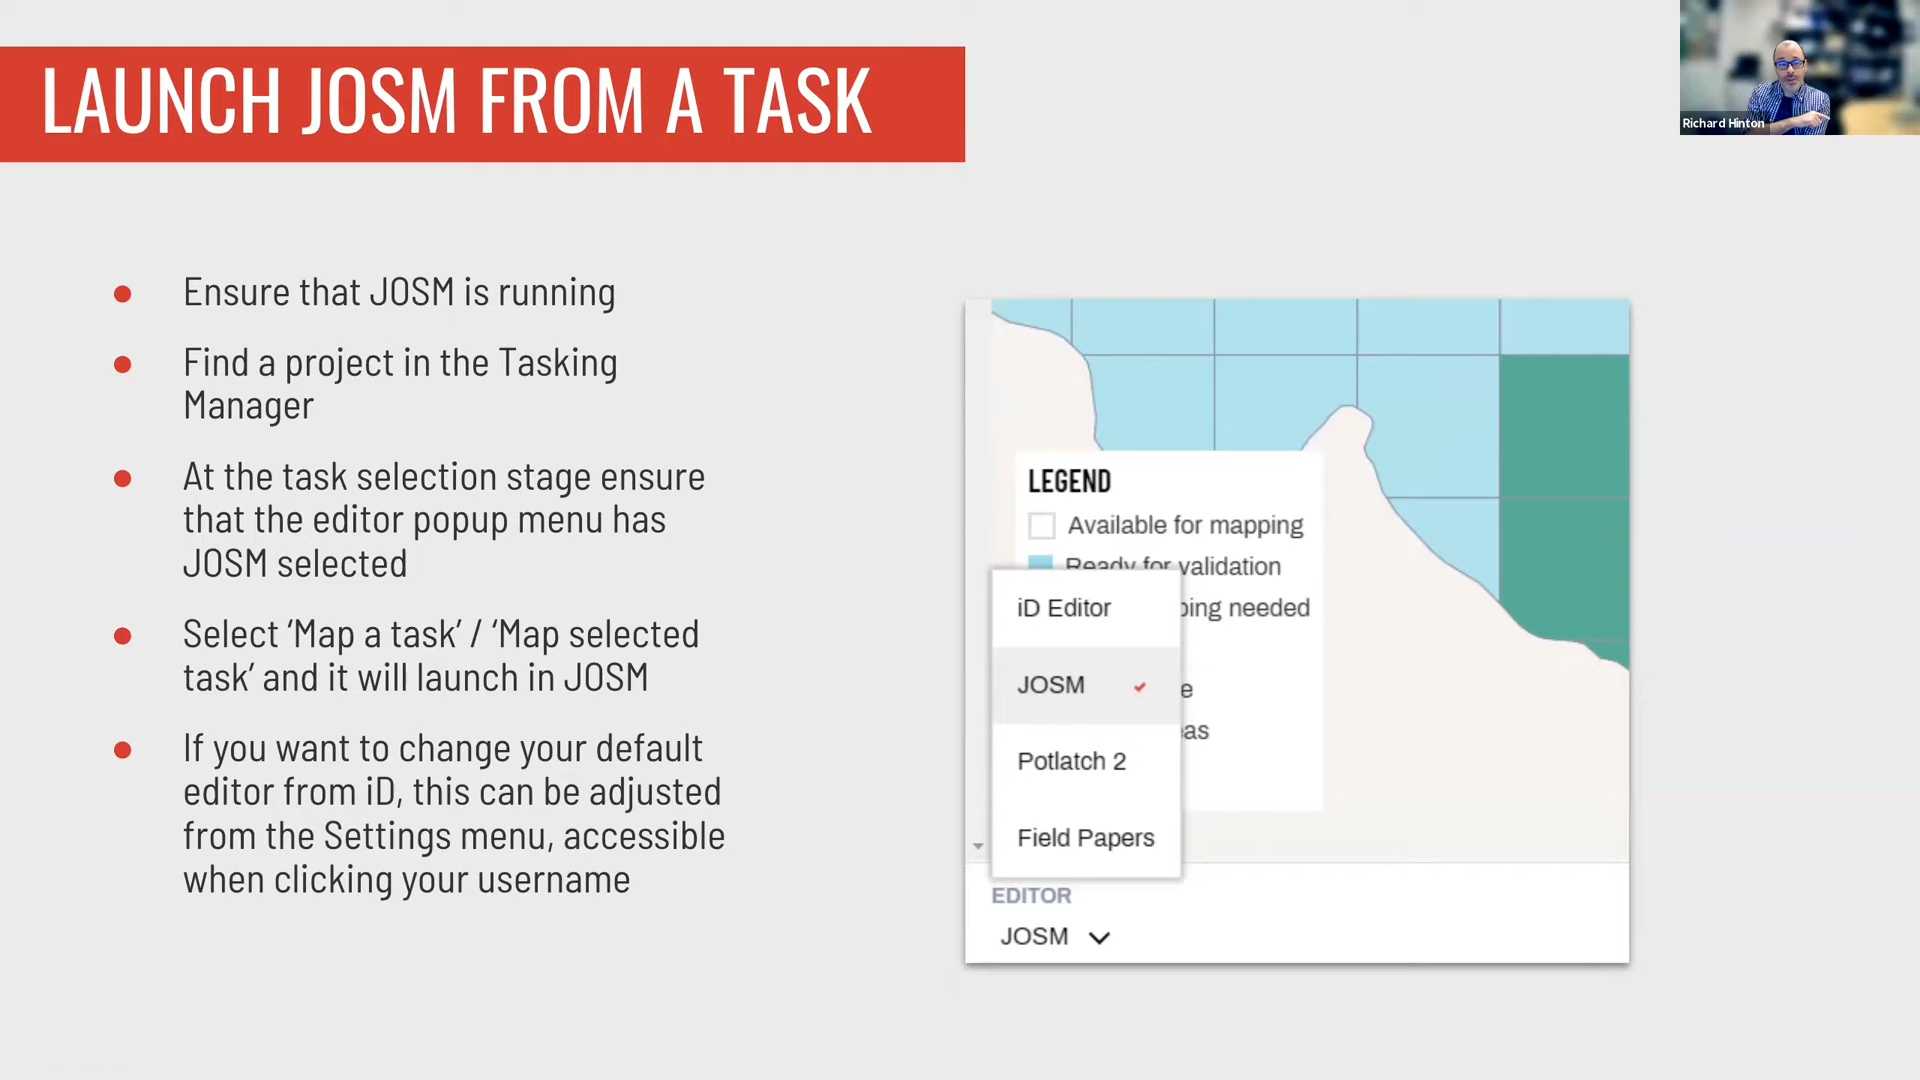 LAUNCH JOSM FROM A TASK
Richard Hinton
Ensure that JOSM is running
Find a project in the Tasking
Manager
At the task selection stage ensure
that the editor popup menu has
JOSM selected
Select ‘Map a task’ / ‘Map selected
task’ and it will launch in JOSM
If you want to change your default
editor from iD, this can be adjusted
from the Settings menu, accessible
when clicking your username
LEGEND
Available for mapping
Ready for validation
ping needed
iD Editor
JOSM
Potlatch 2
Field Papers
EDITOR
JOSM